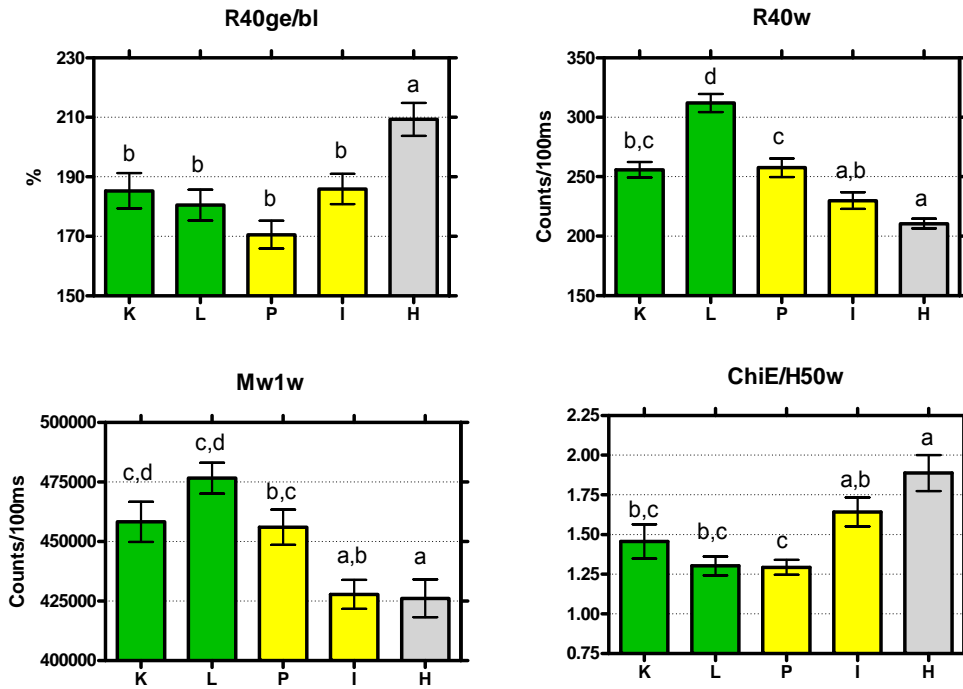 R40ge/bl
230
210
190
170
150
%
a
b
b
b
b
K L P I H
R40w
350
300
250
200
150
Counts/100ms
d
b,c
c
a,b
a
K L P I H
Mw1w
500000
475000
450000
425000
400000
Counts/100ms
c,d
c,d
b,c
a,b
a
K L P I H
ChiE/H50w
2.25
2.00
1.75
1.50
1.25
1.00
0.75
a
a,b
b,c
b,c
c
K L P I H